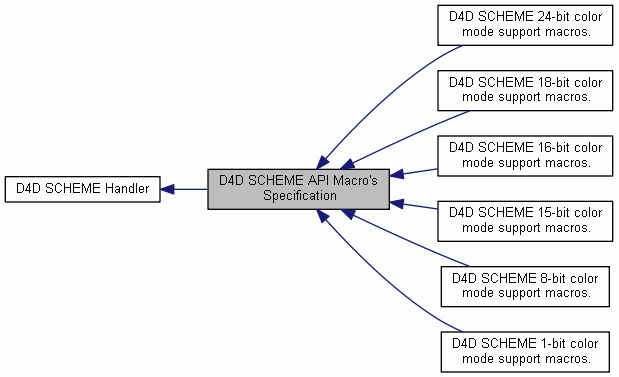 D4D SCHEME 24-bit color
mode support macros.
D4D SCHEME 18-bit color
mode support macros.
D4D SCHEME 16-bit color
mode support macros.
D4D SCHEME Handler
D4D SCHEME API Macro's
Specification
D4D SCHEME 15-bit color
mode support macros.
D4D SCHEME 8-bit color
mode support macros.
D4D SCHEME 1-bit color
mode support macros.